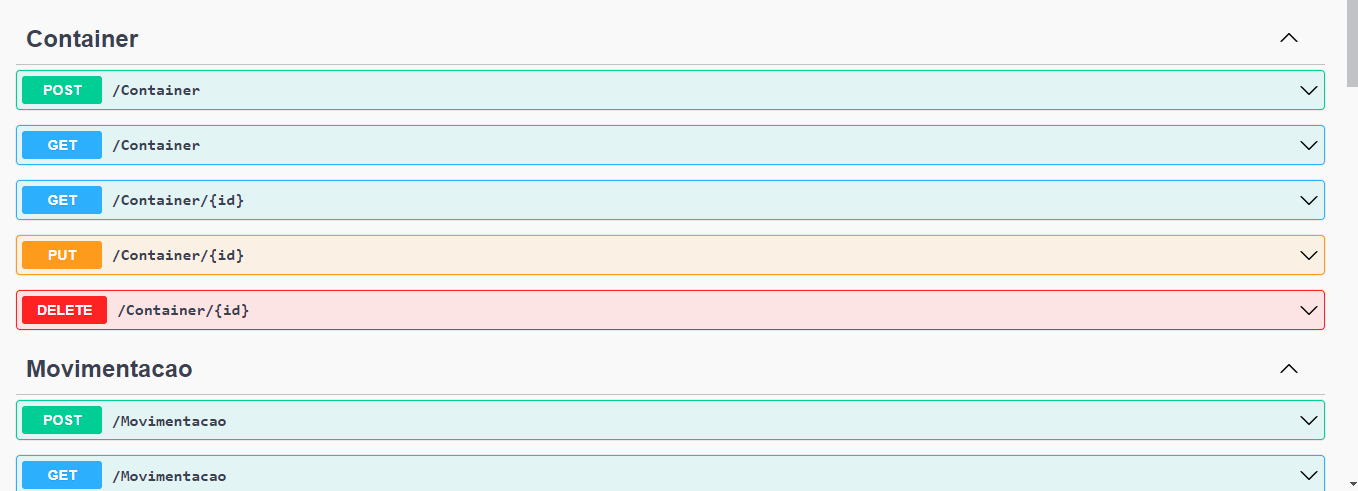 Container
POST /Container
GET /Container
GET /Container/{id}
PUT /Container/{id}
DELETE /Container/{id}
Movimentacao
POST /Movimentacao
GET /Movimentacao